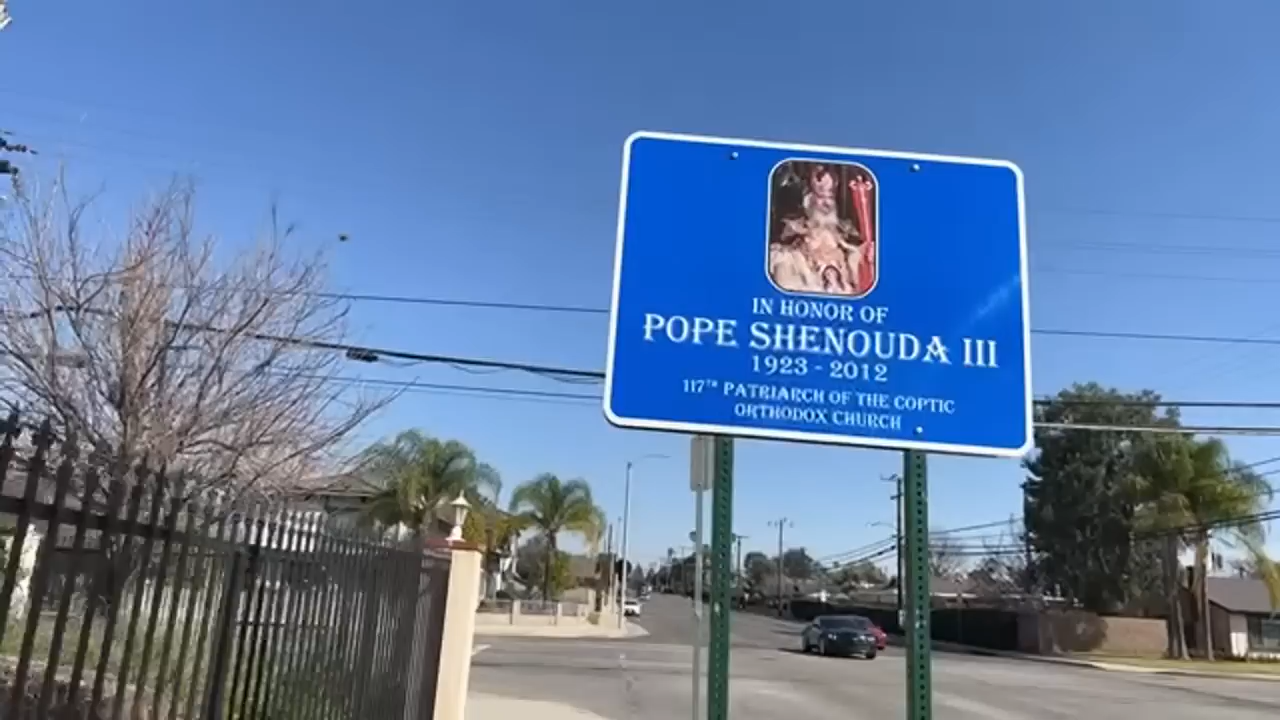 IN HONOR OF
POPE SHENOUDA III
1923 - 2012
117TH PATRIARCH OF THE COPTIC
ORTHODOX CHURCH